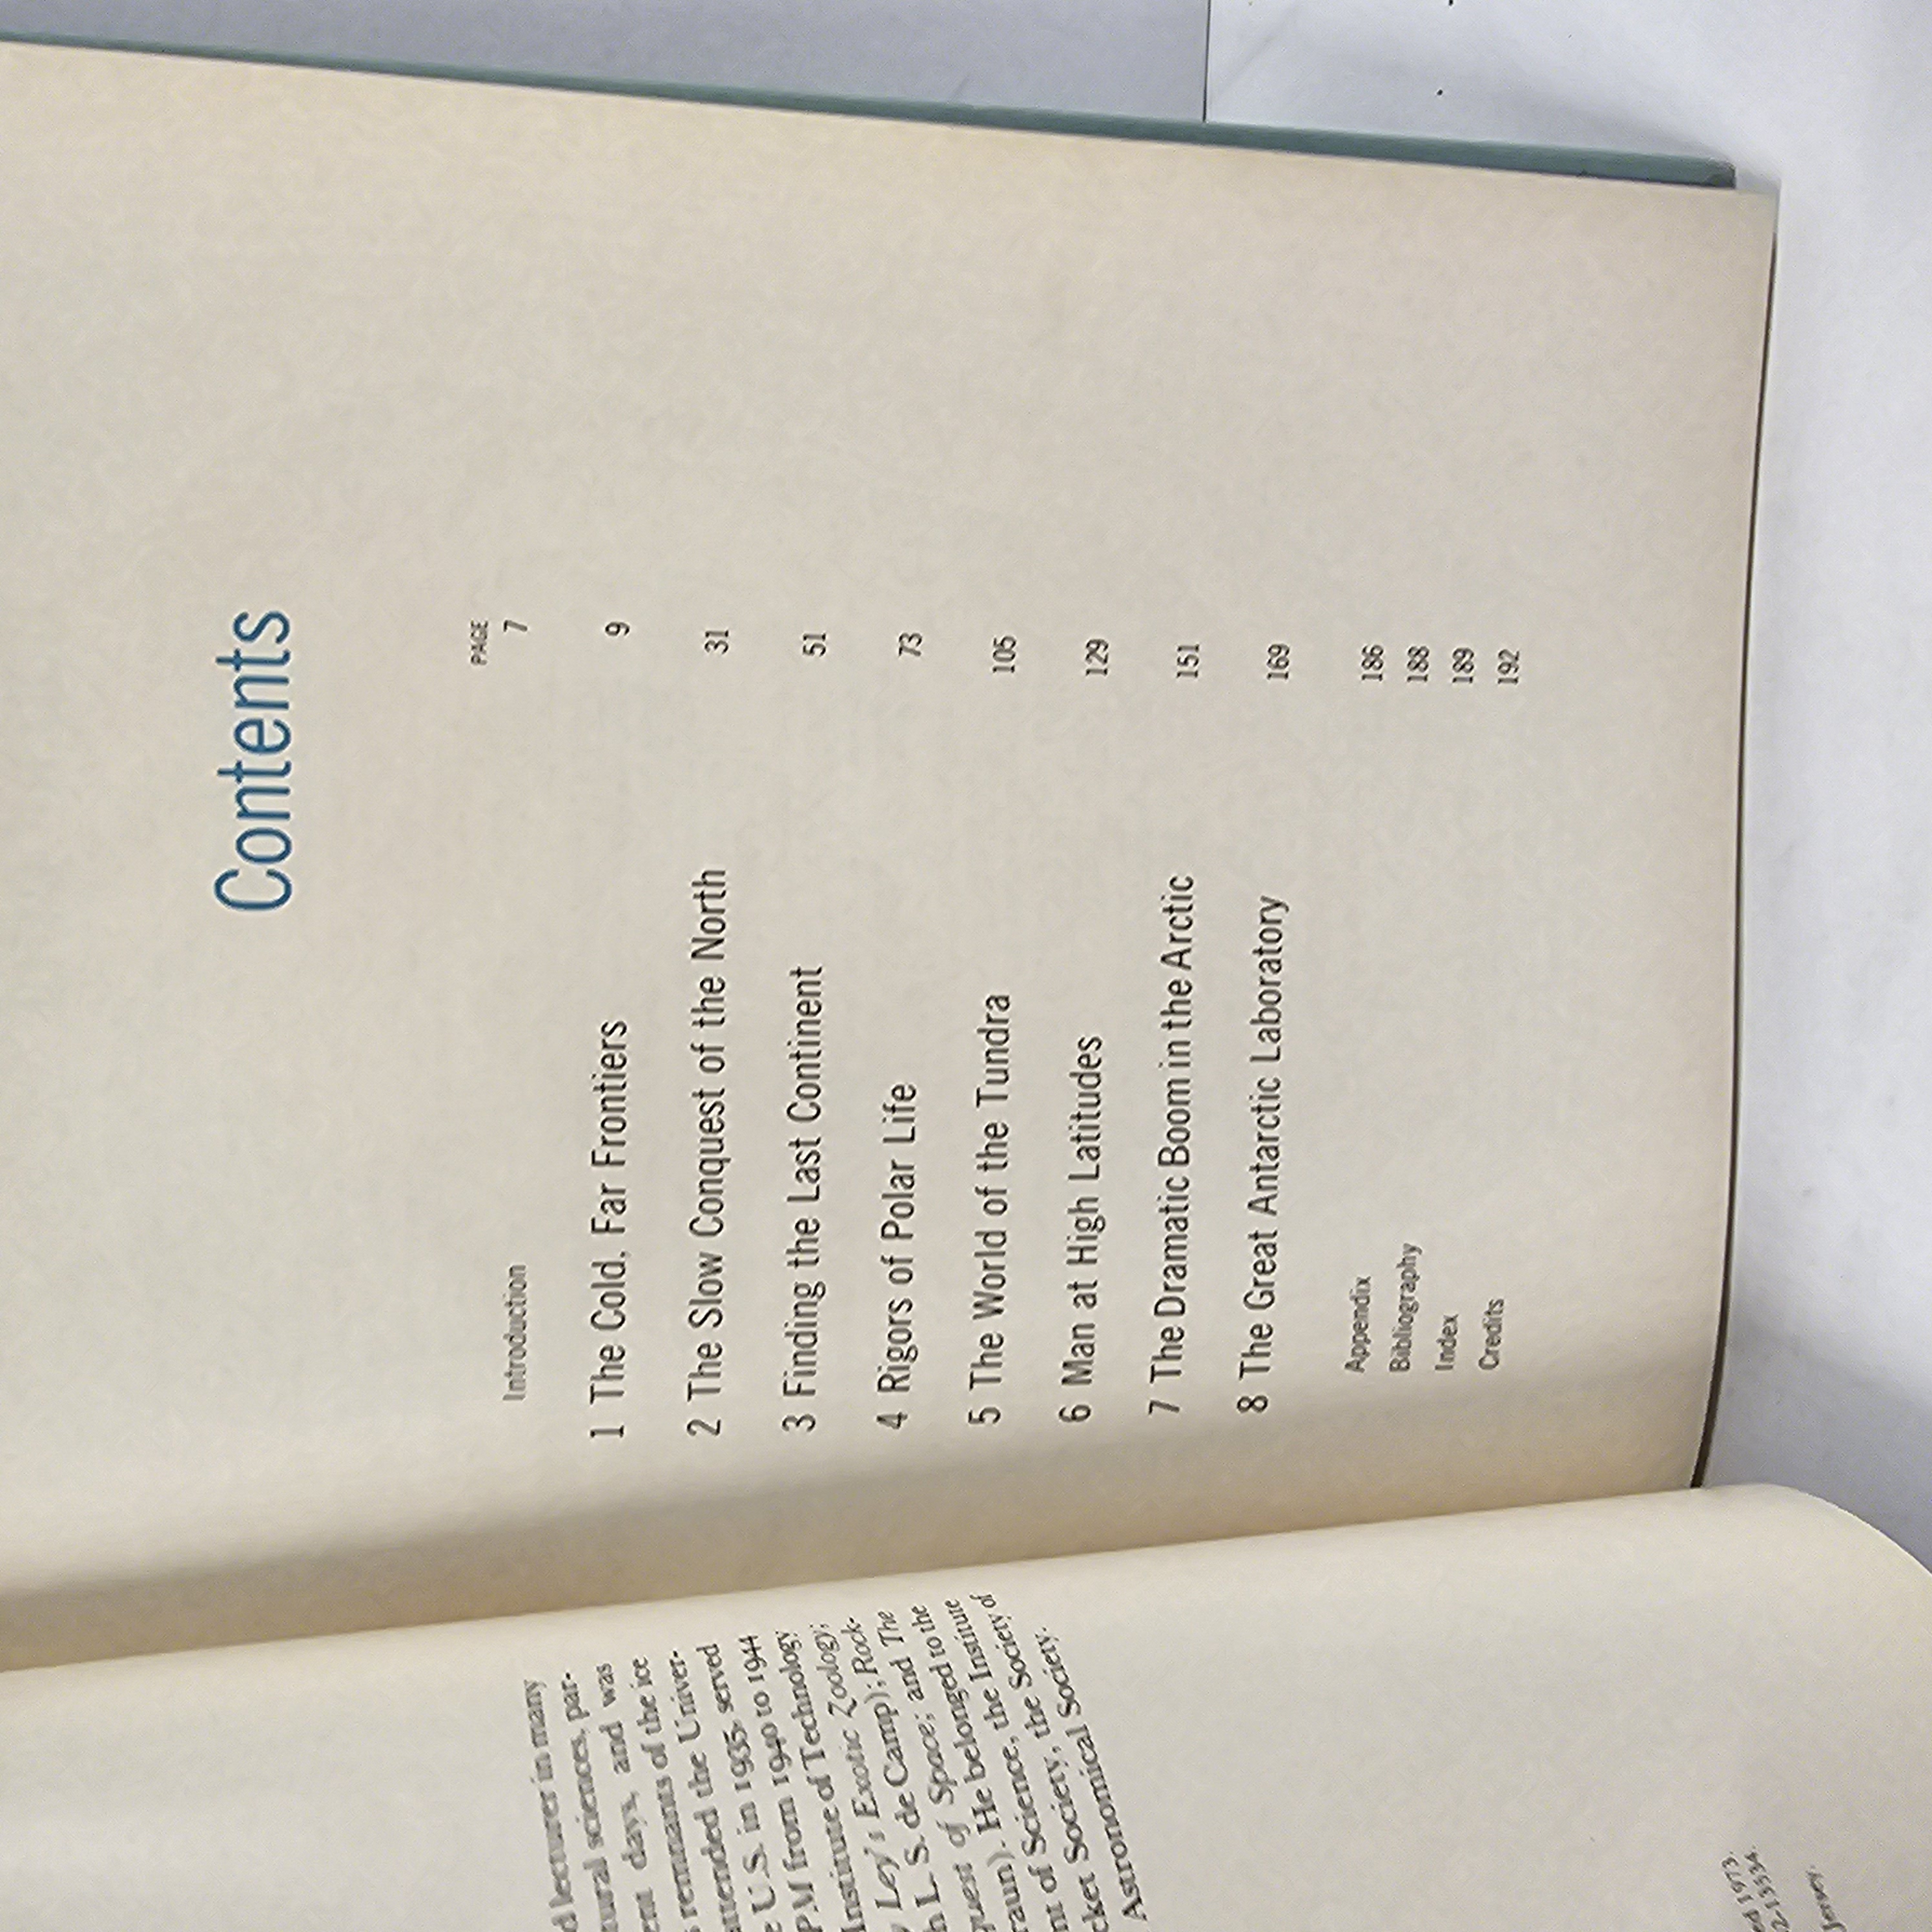 d lecturer in many
tural sciences, par-
ent days, and was
s remnants of the ice
attended the Univer-
e U.S. in 1935, served
PM from 1940 to 1944
Institute of Technology
y Ley's Exotic Zoology;
h L. S. de Camp); Rock-
quest of Space; and The
raun). He belonged to the
nt of Science, the Institute
cket Society, the Society of
Astronomical Society.
ed 1973.
2-13534.
Jersey.
Contents
PAGE
Introduction 7
1 The Cold, Far Frontiers 9
2 The Slow Conquest of the North 31
3 Finding the Last Continent 51
4 Rigors of Polar Life 73
5 The World of the Tundra 105
6 Man at High Latitudes 129
7 The Dramatic Boom in the Arctic 151
8 The Great Antarctic Laboratory 169
Appendix 186
Bibliography 188
Index 189
Credits 192